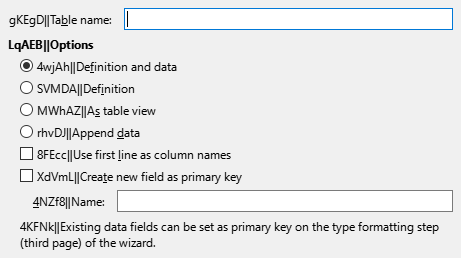 gKEgD||Table name:
LqAEB||Options
4wjAh||Definition and data
SVMDA||Definition
MWhAZ||As table view
rhvDJ||Append data
8FEcc||Use first line as column names
XdVmL||Create new field as primary key
4NZf8||Name:
4KFNk||Existing data fields can be set as primary key on the type formatting step
(third page) of the wizard.